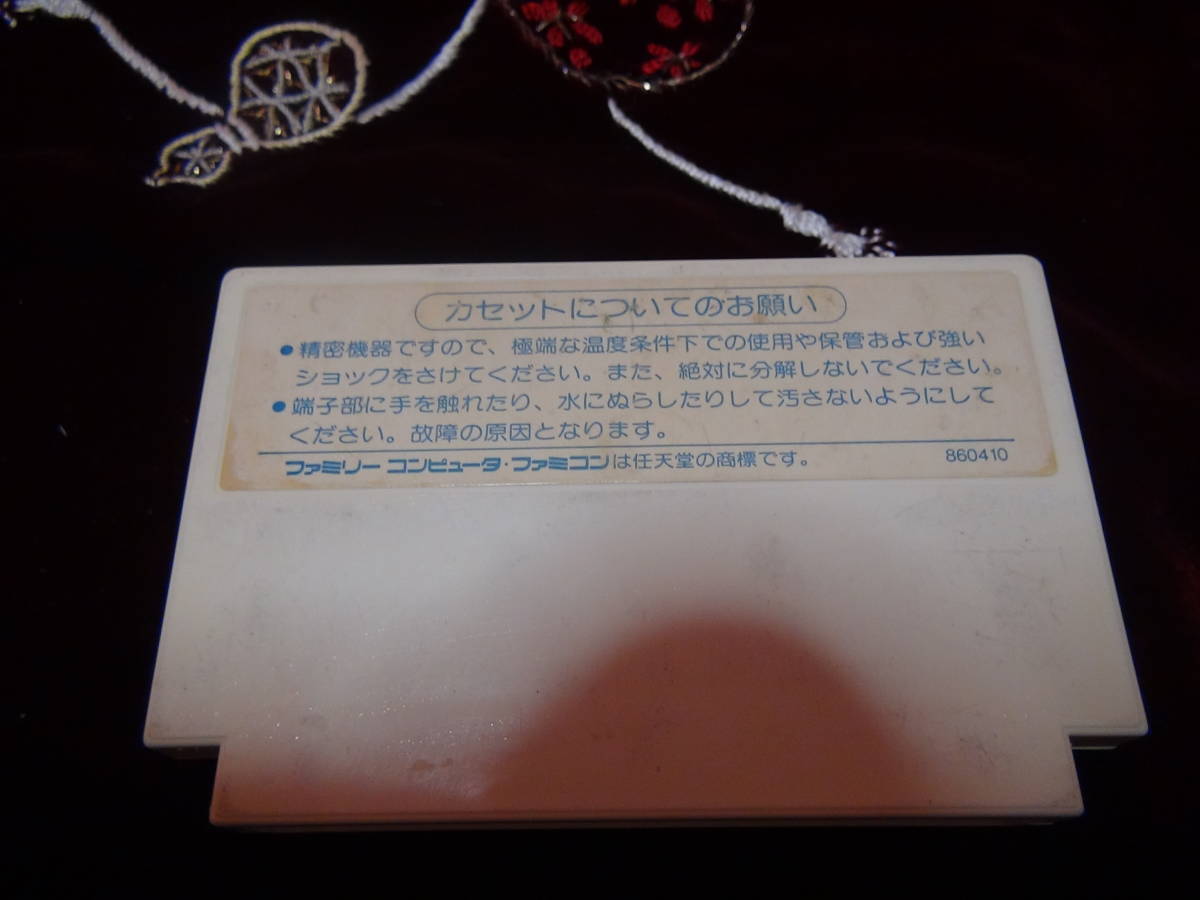 カセットについてのお願い
●精密機器ですので、極端な温度条件下での使用や保管および強い
ショックをさけてください。また、絶対に分解しないでください。
●端子部に手を触れたり、水にぬらしたりして汚さないようにして
ください。故障の原因となります。
ファミリー コンピュータ・ファミコンは任天堂の商標です。 860410